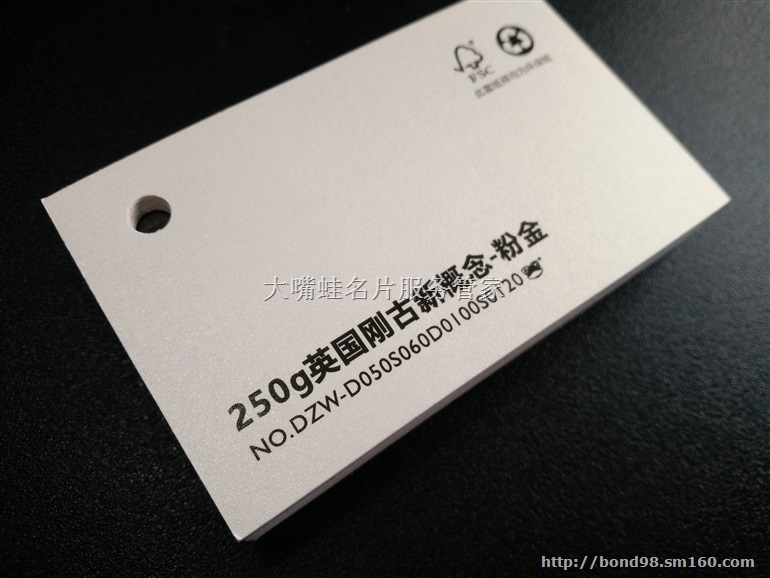 FSC
250g英国刚古新概念-粉金
NO.DZW-D050S060D0100S0120
大嘴蛙名片服务管家
http://bond98.sm160.com